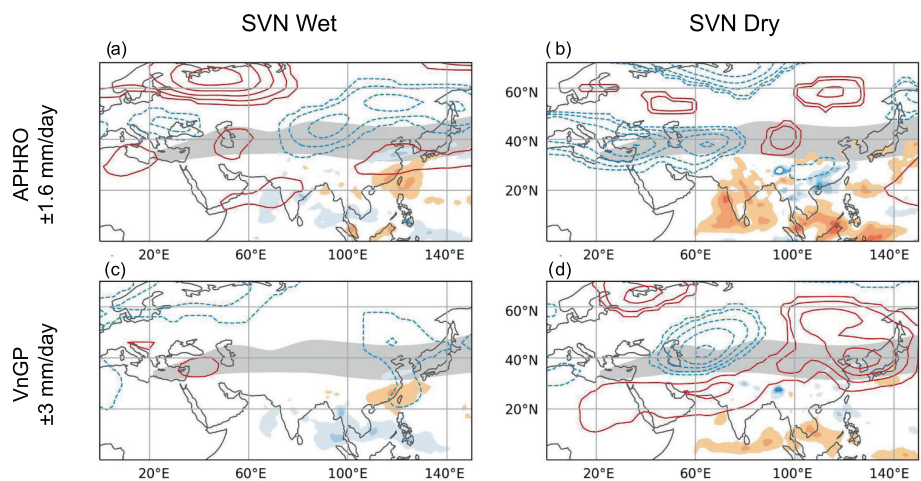 SVN Wet
SVN Dry
APHRO
±1.6 mm/day
VnGP
±3 mm/day
(a)
20°E 60°E 100°E 140°E
( b)
60°N
40°N
20°N
20°E 60°E 100°E 140°E
(c)
20°E 60°E 100°E 140°E
(d)
60°N
40°N
20°N
20°E 60°E 100°E 140°E